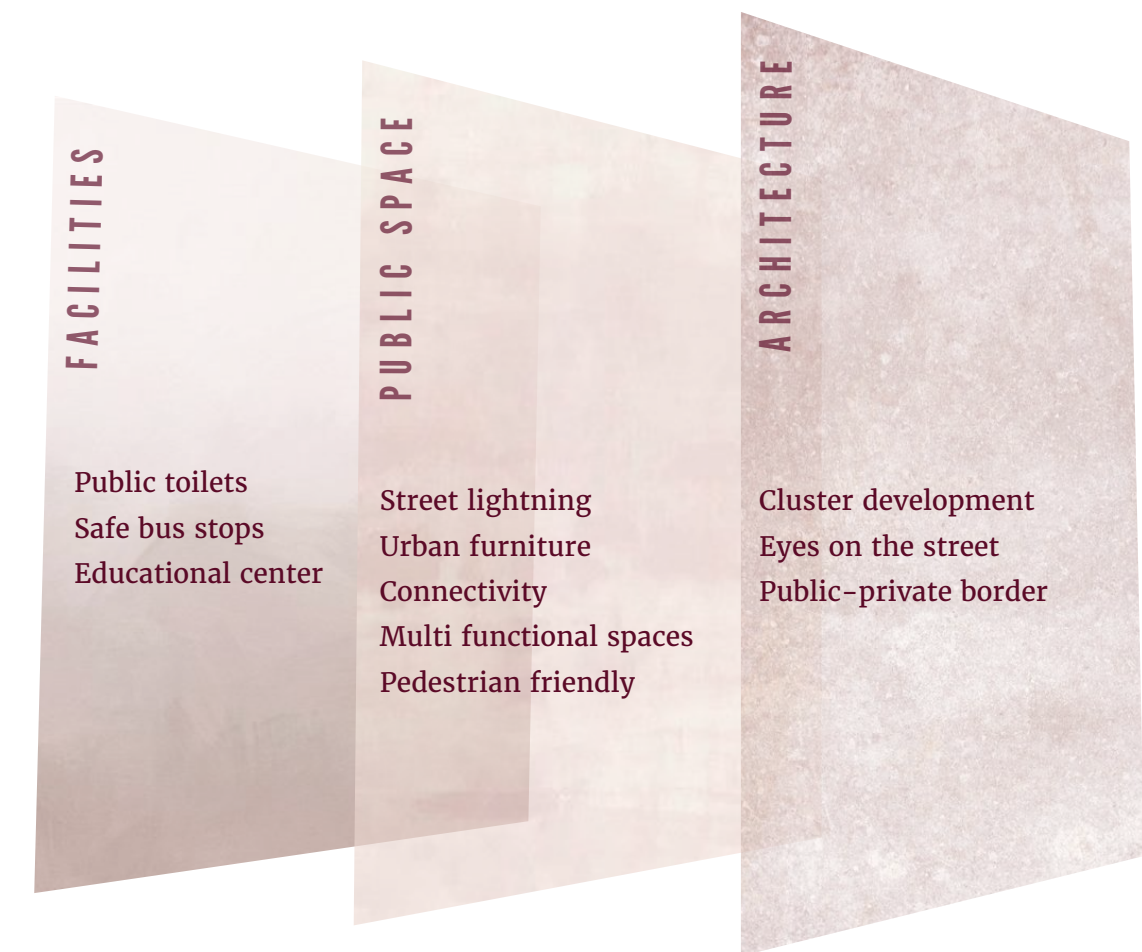 FACILITIES
Public toilets
Safe bus stops
Educational center
PUBLIC SPACE
Street lightning
Urban furniture
Connectivity
Multi functional spaces
Pedestrian friendly
ARCHITECTURE
Cluster development
Eyes on the street
Public-private border